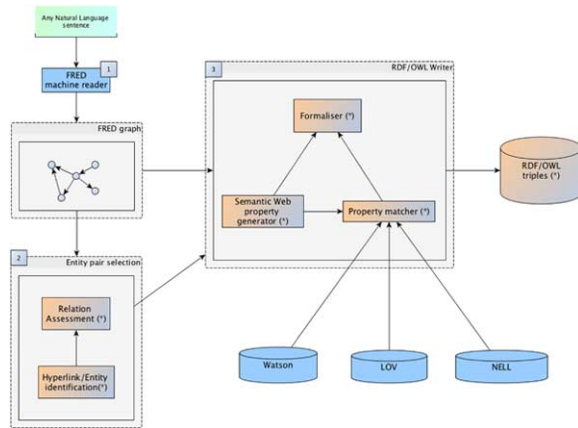 Any Natural Language
sentence
1
FRED
machine reader
FRED graph
2
Entity pair selection
Relation
Assessment (*)
Hyperlink/Entity
identification(*)
3
RDF/OWL Writer
Formaliser (*)
Semantic Web
property
generator (*)
Property matcher (*)
RDF/OWL
triples (*)
Watson
LOV
NELL